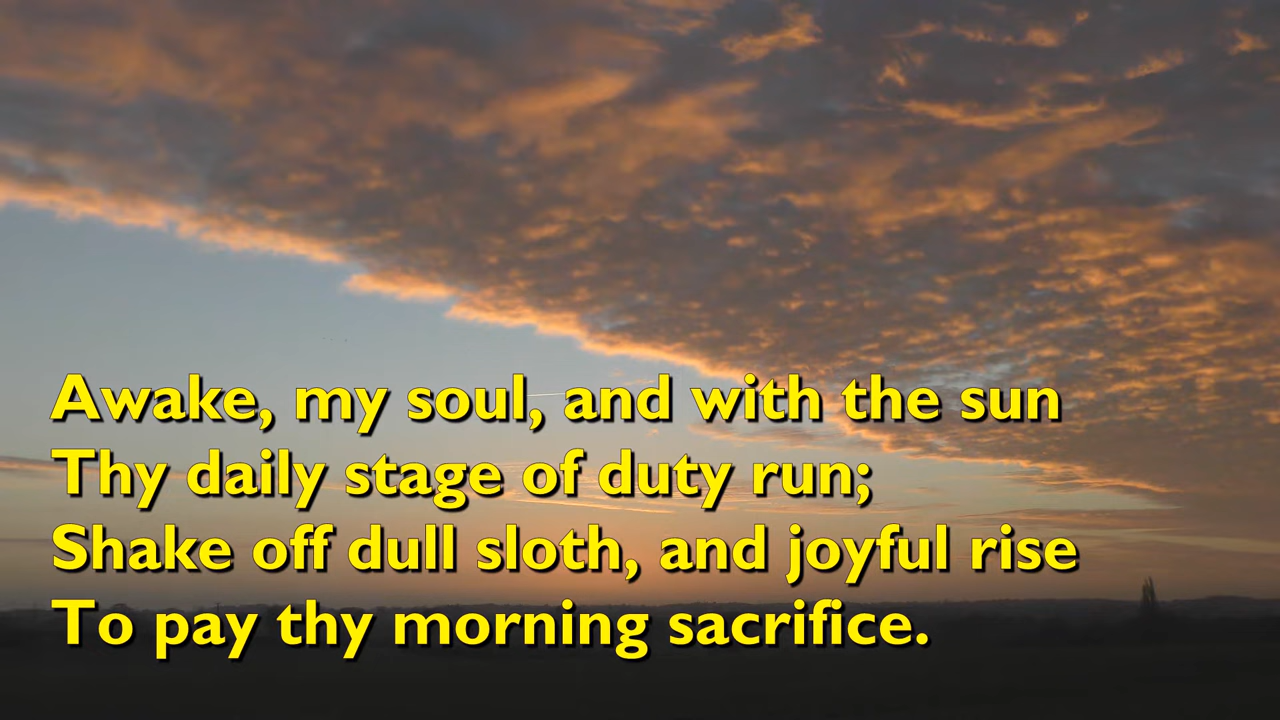 Awake, my soul, and with the sun
Thy daily stage of duty run;
Shake off dull sloth, and joyful rise
To pay thy morning sacrifice.